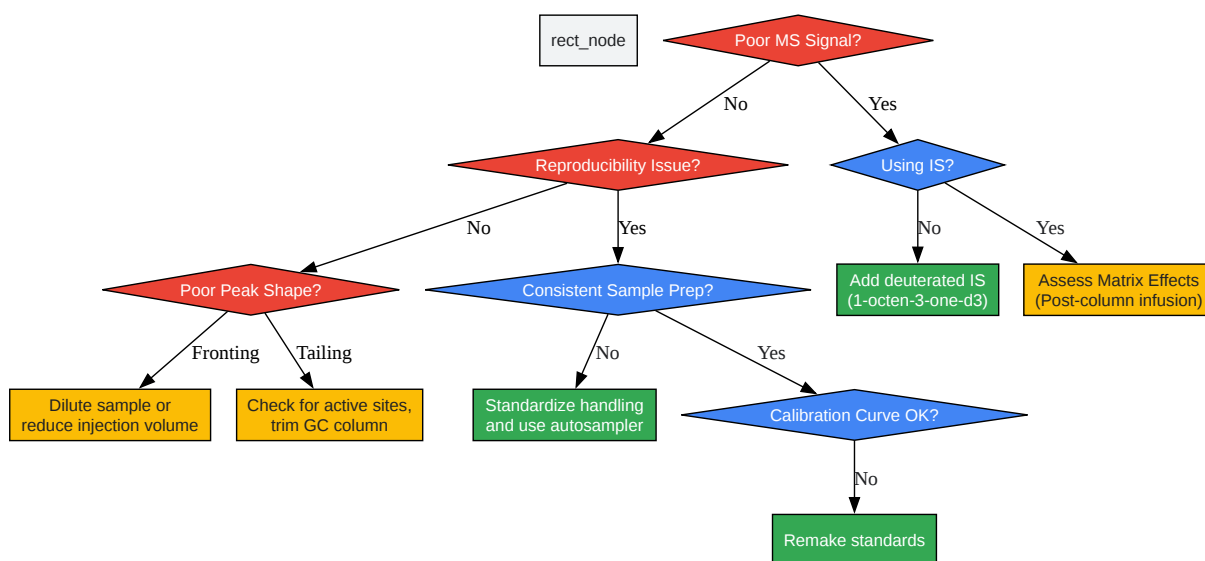 rect_node
Poor MS Signal?
No
Yes
Reproducibility Issue?
Using IS?
No
Yes
No
Yes
Poor Peak Shape?
Consistent Sample Prep?
Add deuterated IS
(1-octen-3-one-d3)
Assess Matrix Effects
(Post-column infusion)
Fronting
Tailing
No
Yes
Dilute sample or
reduce injection volume
Check for active sites,
trim GC column
Standardize handling
and use autosampler
Calibration Curve OK?
No
Remake standards